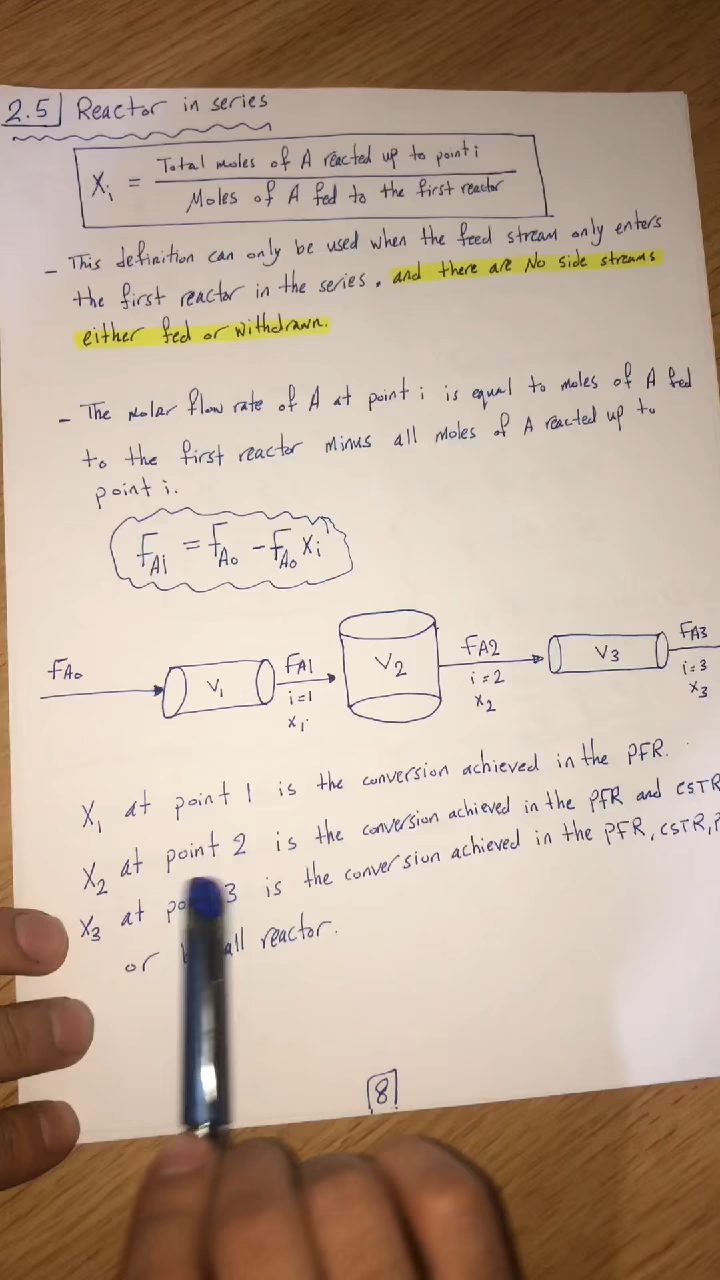 2.5 Reactor in series
Xi = Total moles of A reacted up to point i
Moles of A fed to the first reactor
- This definition can only be used when the feed stream only enters
the first reactor in the series, and there are No side streams
either fed or withdrawn.
- The molar flow rate of A at point i is equal to moles of A fed
to the first reactor minus all moles of A reacted up to
point i.
FAi = FA0 - FA0 Xi
FA0 V1 FA1 V2 FA2 V3 FA3
i=1 i=2 i=3
X1 X2 X3
X1 at point 1 is the conversion achieved in the PFR.
X2 at point 2 is the conversion achieved in the PFR and CSTR
X3 at 3 is the conversion achieved in the PFR, CSTR,
or all reactor.
8